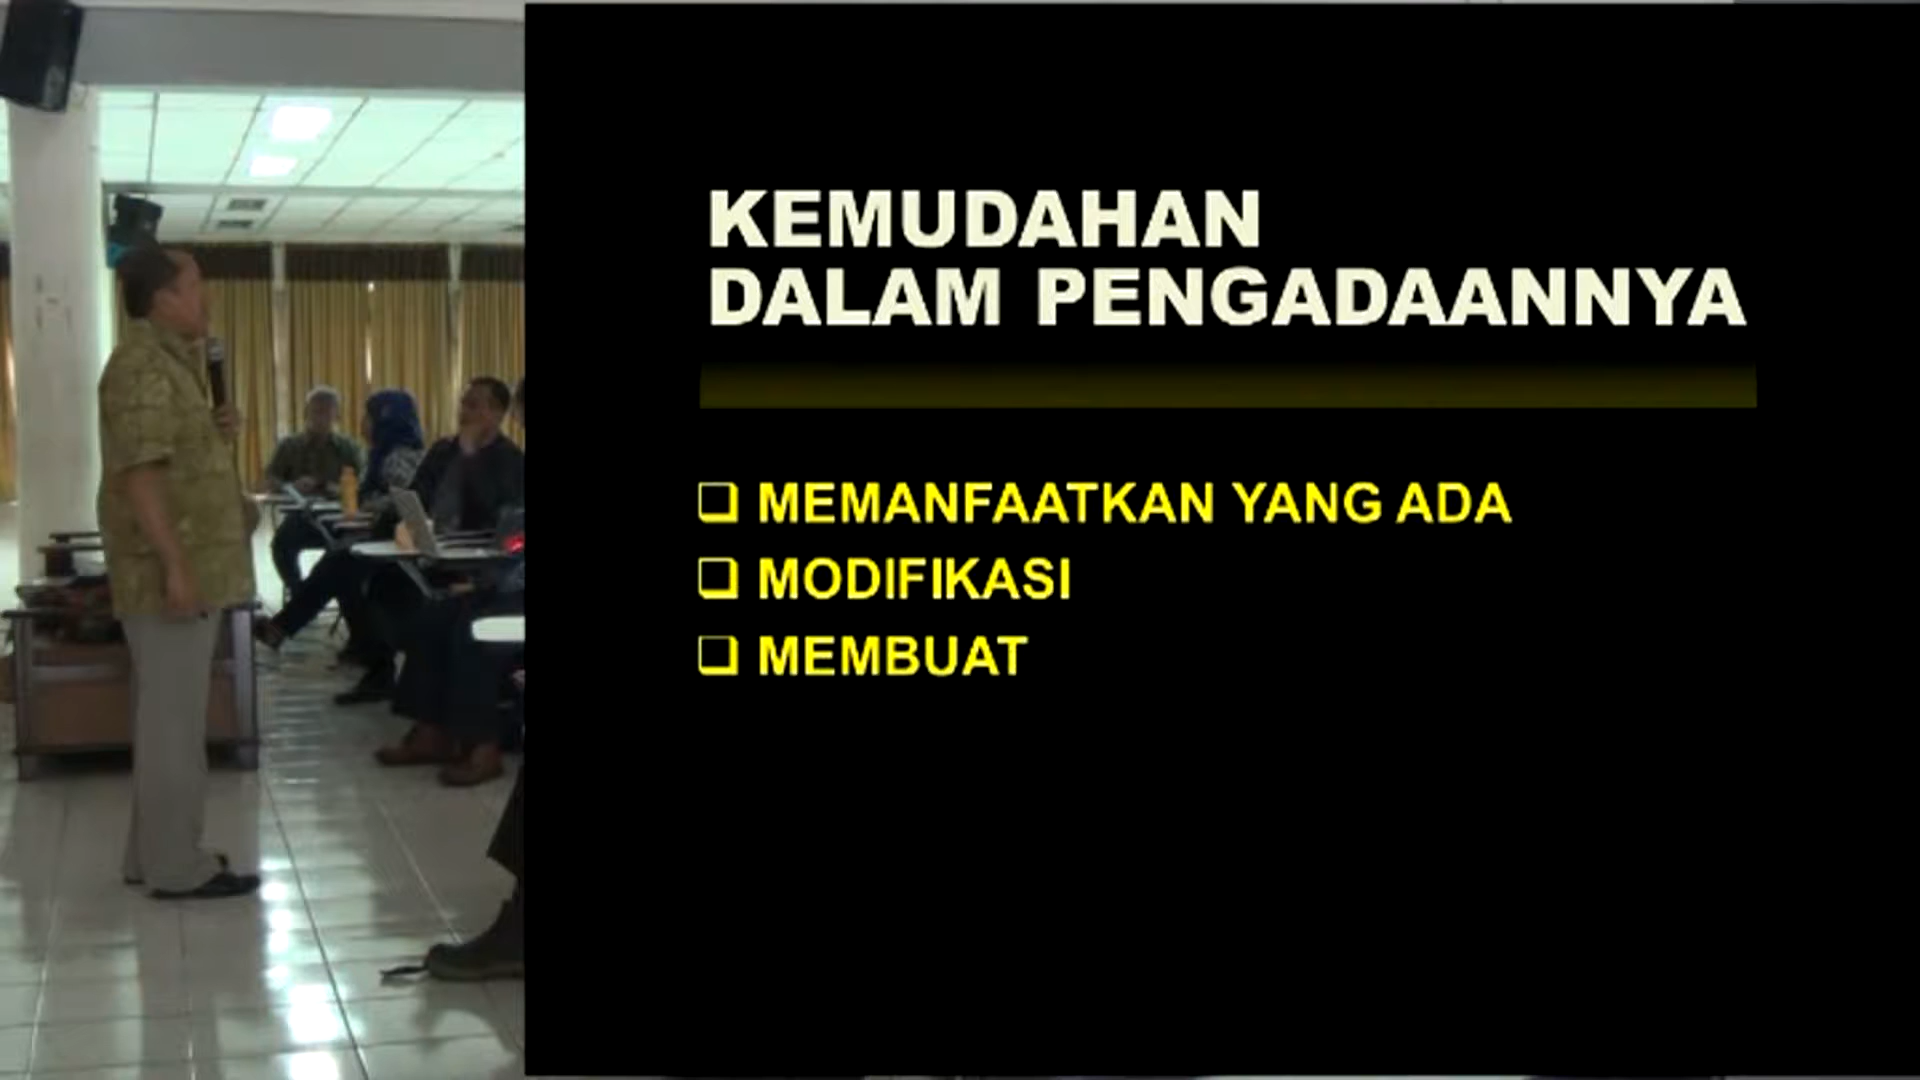 KEMUDAHAN
DALAM PENGADAANNYA
❑ MEMANFAATKAN YANG ADA
❑ MODIFIKASI
❑ MEMBUAT